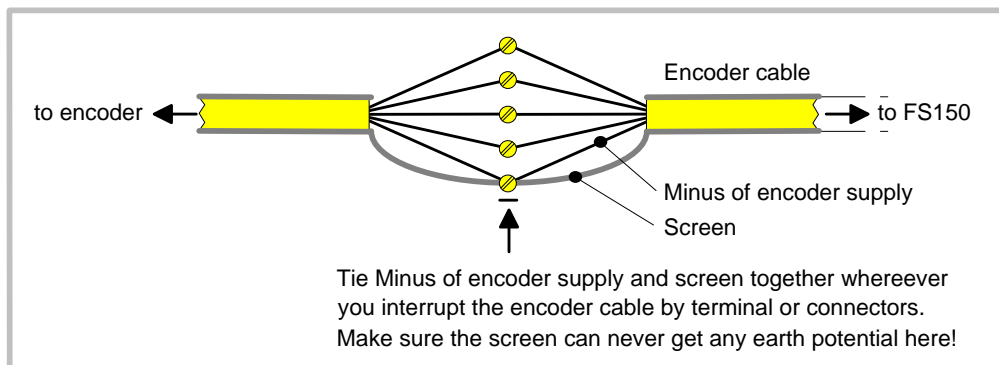 Encoder cable
to encoder
to FS150
Minus of encoder supply
Screen
Tie Minus of encoder supply and screen together whereever
you interrupt the encoder cable by terminal or connectors.
Make sure the screen can never get any earth potential here!